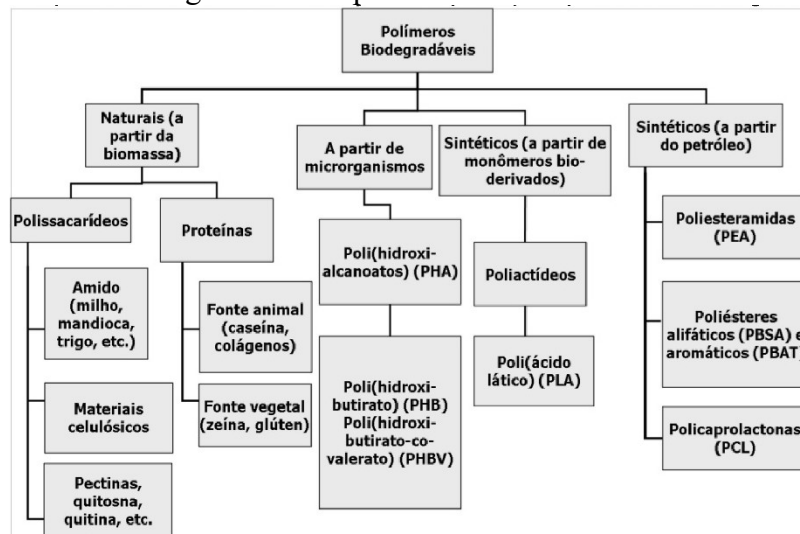 Polímeros
Biodegradáveis
Naturais (a
partir da
biomassa)
A partir de
microrganismos
Sintéticos (a partir de
monômeros bio-
derivados)
Sintéticos (a partir
do petróleo)
Polissacarídeos
Proteínas
Amido
(milho,
mandioca,
trigo, etc.)
Materiais
celulósicos
Pectinas,
quitosna,
quitina, etc.
Fonte animal
(caseína,
colágenos)
Fonte vegetal
(zeína, glúten)
Poli(hidroxi-
alcanoatos) (PHA)
Poli(hidroxi-
butirato) (PHB)
Poli(hidroxi-
butirato-co-
valerato) (PHBV)
Poliactídeos
Poli(ácido
lático) (PLA)
Poliesteramidas
(PEA)
Poliésteres
alifáticos (PBSA) e
aromáticos (PBAT)
Policaprolactonas
(PCL)